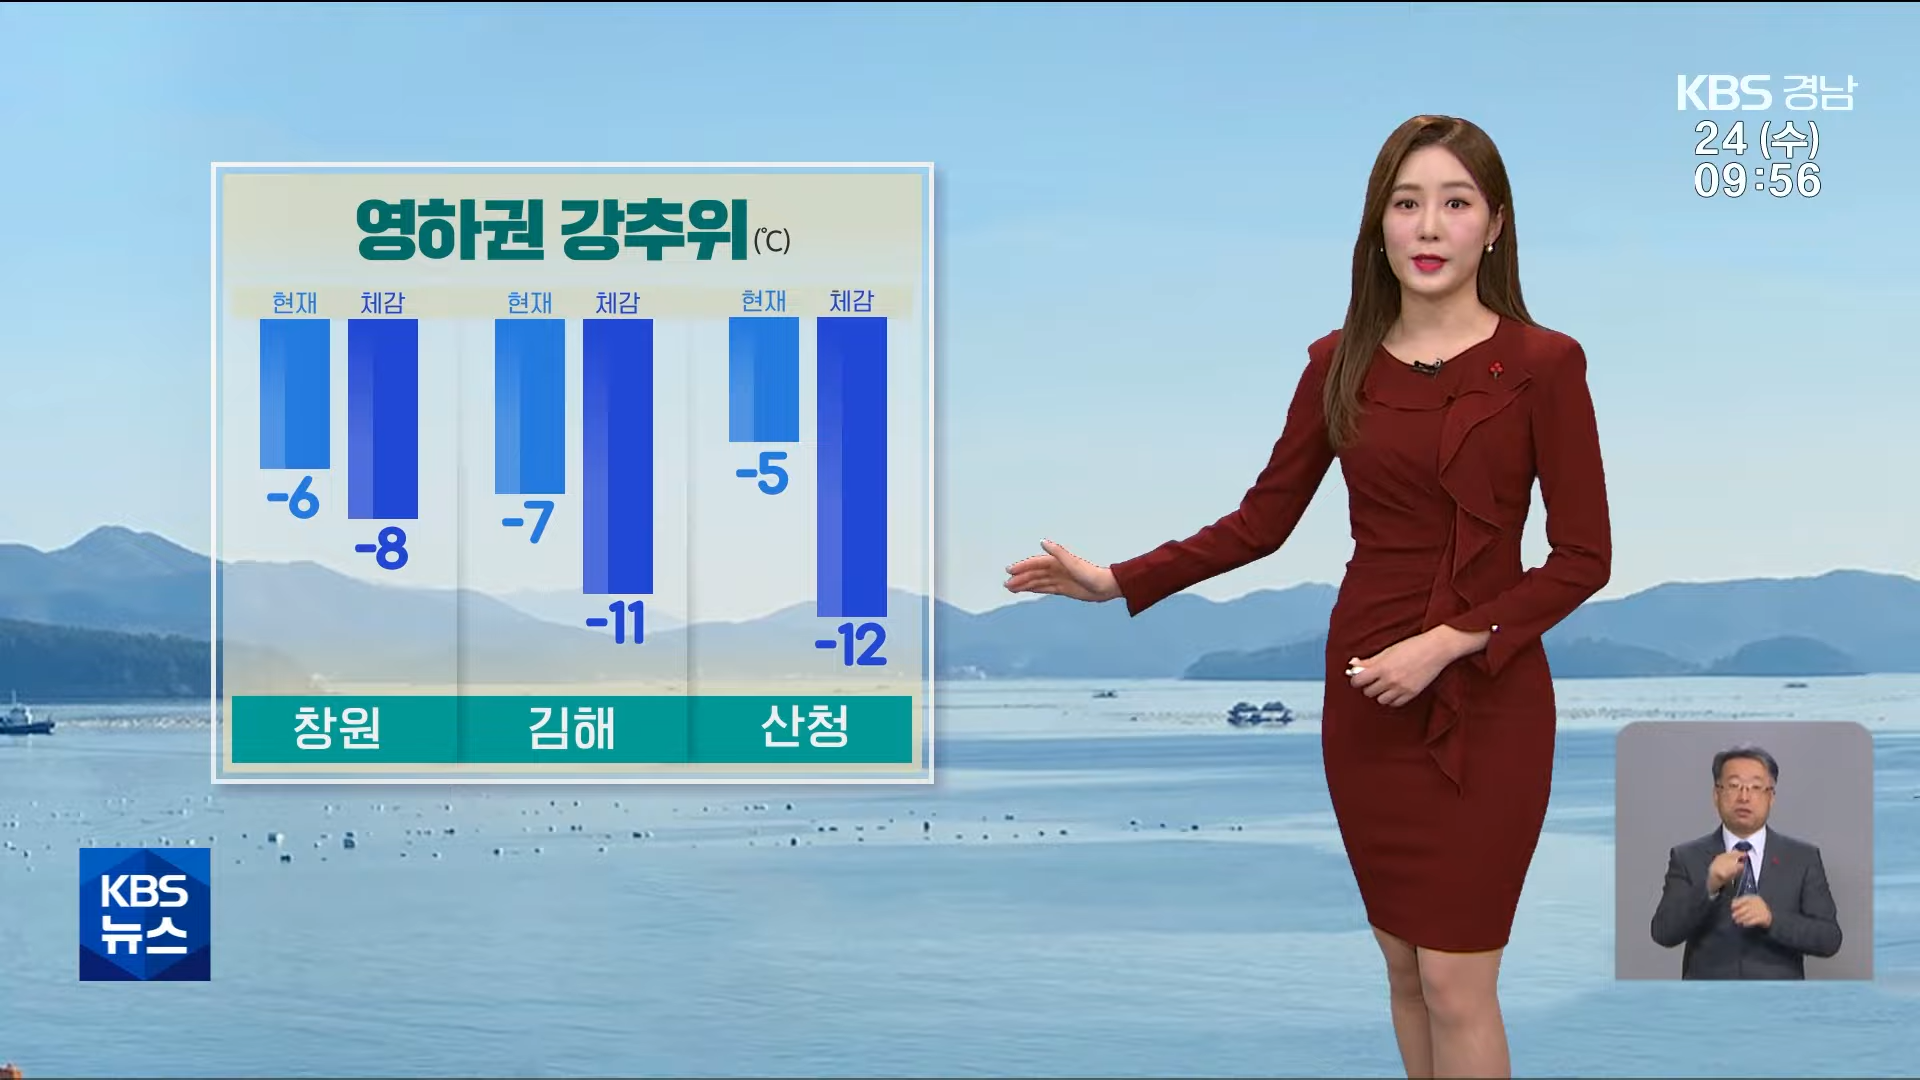 KBS 경남
24 (수)
09:56
영하권 강추위(℃)
현재 체감 현재 체감 현재 체감
-6 -8 -7 -11 -5 -12
창원 김해 산청
KBS
뉴스